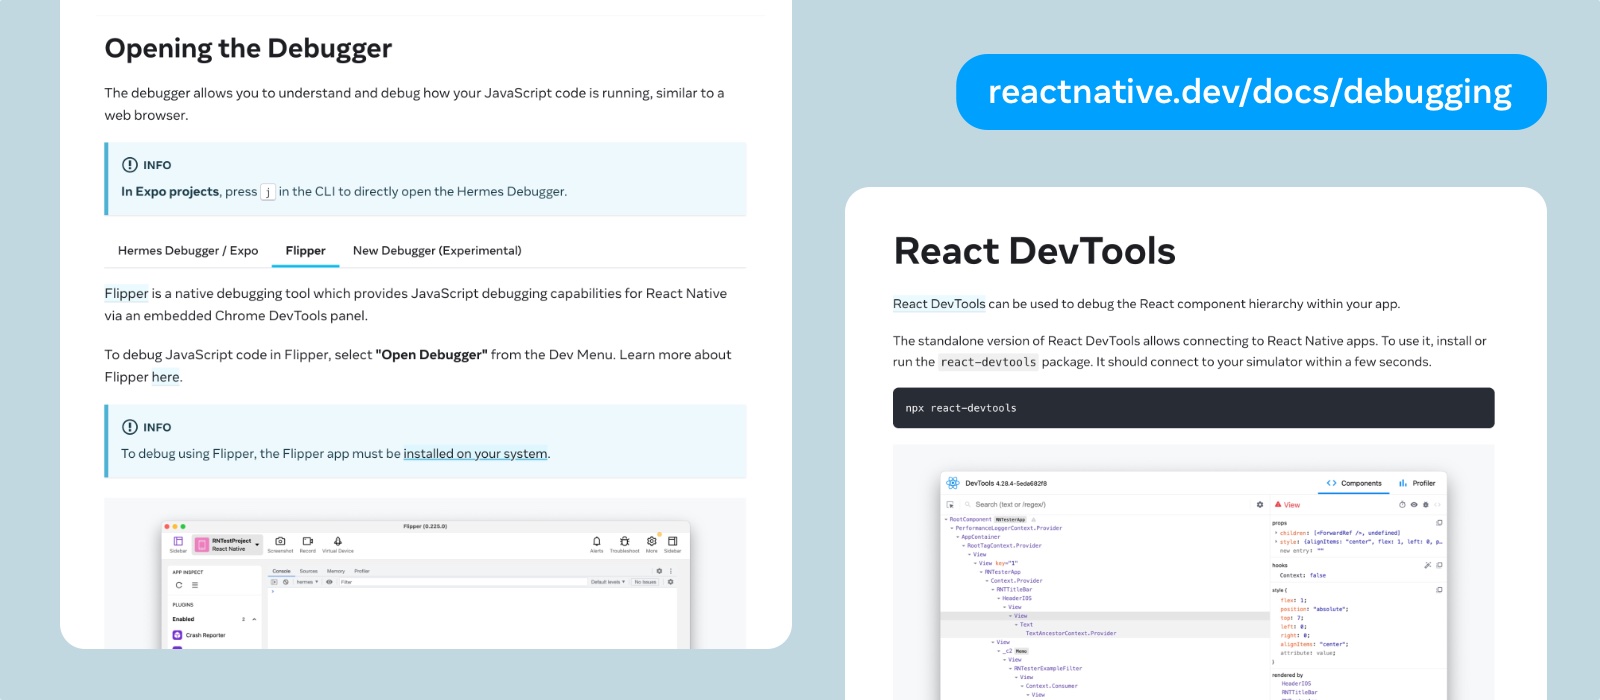 Opening the Debugger
The debugger allows you to understand and debug how your JavaScript code is running, similar to a
web browser.
INFO
In Expo projects, press j in the CLI to directly open the Hermes Debugger.
Hermes Debugger / Expo Flipper New Debugger (Experimental)
Flipper is a native debugging tool which provides JavaScript debugging capabilities for React Native
via an embedded Chrome DevTools panel.
To debug JavaScript code in Flipper, select "Open Debugger" from the Dev Menu. Learn more about
Flipper here.
INFO
To debug using Flipper, the Flipper app must be installed on your system.
Flipper (0.225.0)
Sidebar
RNTestProject
React Native
Screenshot Record Virtual Device
Alerts Troubleshoot More Sidebar
APP INSPECT
PLUGINS
Enabled 2
Crash Reporter
Console Sources Memory Profiler
hermes Filter Default levels No Issues
reactnative.dev/docs/debugging
React DevTools
React DevTools can be used to debug the React component hierarchy within your app.
The standalone version of React DevTools allows connecting to React Native apps. To use it, install or
run the react-devtools package. It should connect to your simulator within a few seconds.
npx react-devtools
DevTools 4.28.4-5eda682f8
Components Profiler
Search (text or /regex/)
RootComponent RNTesterApp
PerformanceLoggerContext.Provider
AppContainer
RootTagContext.Provider
View
View key="1"
RNTesterApp
Context.Provider
RNTTitleBar
HeaderIOS
View
View
Text
TextAncestorContext.Provider
View
_c2 Memo
View
RNTesterExampleFilter
View
Context.Consumer
View
View
props
children: [<ForwardRef />, undefined]
style: {alignItems: "center", flex: 1, left: 0, p…
new entry: ""
hooks
Context: false
style {
flex: 1;
position: "absolute";
top: 7;
left: 0;
right: 0;
alignItems: "center";
attribute: value;
}
rendered by
HeaderIOS
RNTTitleBar